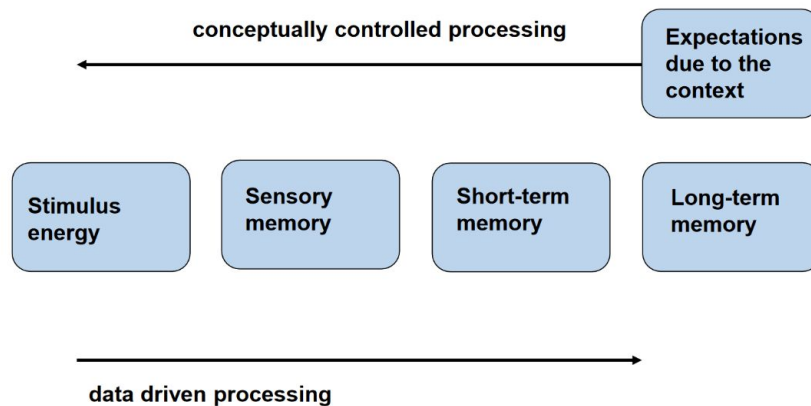 conceptually controlled processing
Expectations
due to the
context
Stimulus
energy
Sensory
memory
Short-term
memory
Long-term
memory
data driven processing